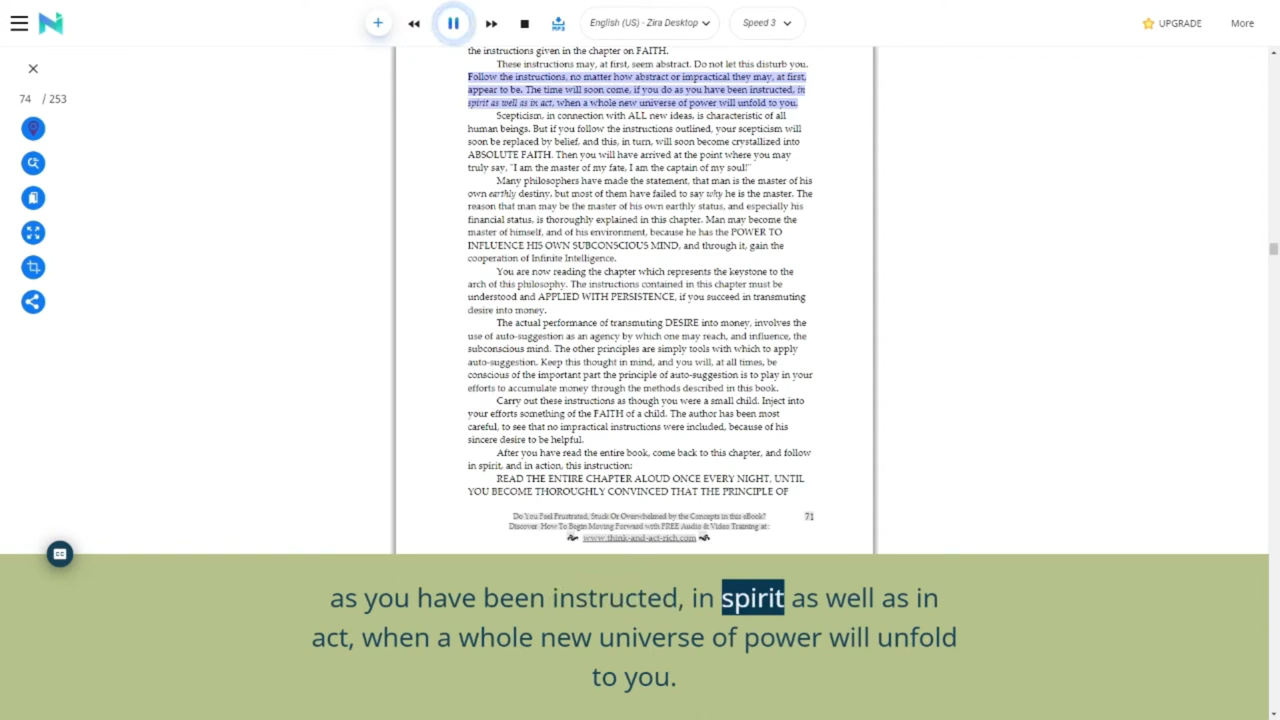 English (US) - Zira Desktop
Speed 3
UPGRADE
More
74 / 253
the instructions given in the chapter on FAITH.
These instructions may, at first, seem abstract. Do not let this disturb you.
Follow the instructions, no matter how abstract or impractical they may, at first,
appear to be. The time will soon come, if you do as you have been instructed, in
spirit as well as in act, when a whole new universe of power will unfold to you.
Scepticism, in connection with ALL new ideas, is characteristic of all
human beings. But if you follow the instructions outlined, your scepticism will
soon be replaced by belief, and this, in turn, will soon become crystallized into
ABSOLUTE FAITH. Then you will have arrived at the point where you may
truly say, "I am the master of my fate, I am the captain of my soul!"
Many philosophers have made the statement, that man is the master of his
own earthly destiny, but most of them have failed to say why he is the master. The
reason that man may be the master of his own earthly status, and especially his
financial status, is thoroughly explained in this chapter. Man may become the
master of himself, and of his environment, because he has the POWER TO
INFLUENCE HIS OWN SUBCONSCIOUS MIND, and through it, gain the
cooperation of Infinite Intelligence.
You are now reading the chapter which represents the keystone to the
arch of this philosophy. The instructions contained in this chapter must be
understood and APPLIED WITH PERSISTENCE, if you succeed in transmuting
desire into money.
The actual performance of transmuting DESIRE into money, involves the
use of auto-suggestion as an agency by which one may reach, and influence, the
subconscious mind. The other principles are simply tools with which to apply
auto-suggestion. Keep this thought in mind, and you will, at all times, be
conscious of the important part the principle of auto-suggestion is to play in your
efforts to accumulate money through the methods described in this book.
Carry out these instructions as though you were a small child. Inject into
your efforts something of the FAITH of a child. The author has been most
careful, to see that no impractical instructions were included, because of his
sincere desire to be helpful.
After you have read the entire book, come back to this chapter, and follow
in spirit, and in action, this instruction:
READ THE ENTIRE CHAPTER ALOUD ONCE EVERY NIGHT, UNTIL
YOU BECOME THOROUGHLY CONVINCED THAT THE PRINCIPLE OF
Do You Feel Frustrated, Stuck Or Overwhelmed by the Concepts in this eBook?
71
Discover How To Begin Moving Forward with FREE Audio & Video Training at:
www.think-and-act-rich.com
CC
as you have been instructed, in spirit as well as in
act, when a whole new universe of power will unfold
to you.